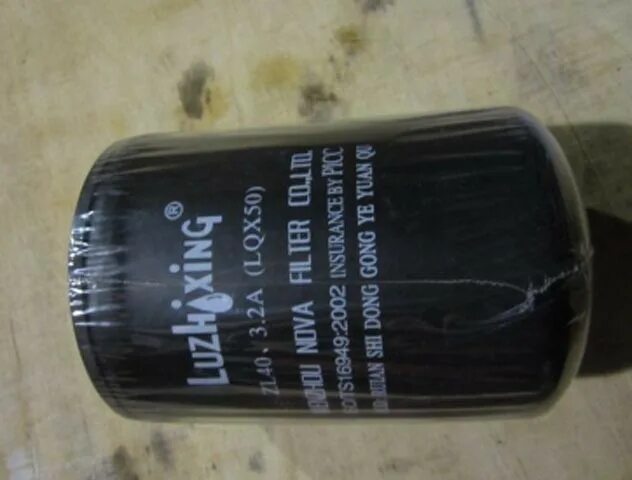 LUZHiXiNG®
ZL40、3.2A (LQX50)
NOVA FILTER CO.,LTD.
16949:2002 INSURANCE BY PICC
SHI DONG GONG YE YUAN QU